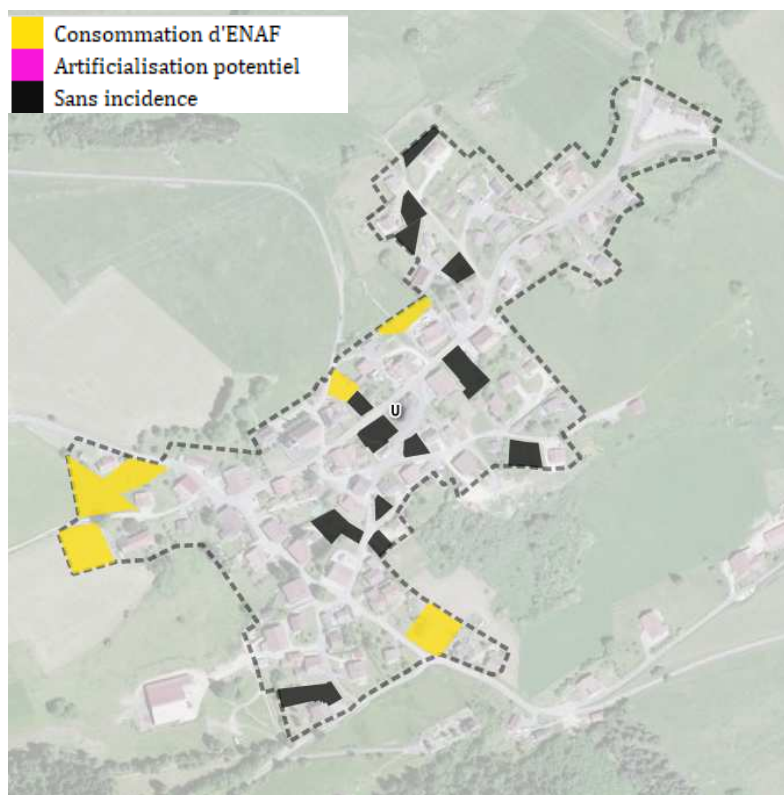 Consommation d'ENAF
Artificialisation potentiel
Sans incidence
U